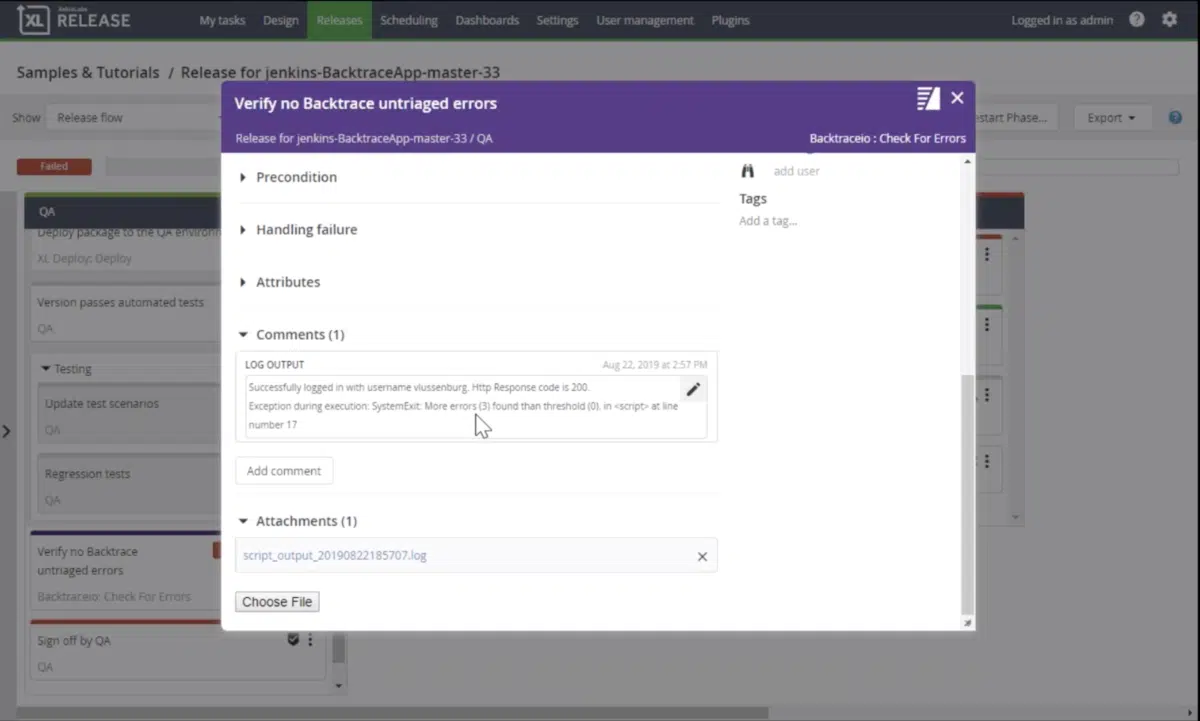 XL
XebiaLabs
RELEASE
My tasks
Design
Releases
Scheduling
Dashboards
Settings
User management
Plugins
Logged in as admin
?
Samples & Tutorials / Release for jenkins-BacktraceApp-master-33
Show
Release flow
estart Phase...
Export
?
Failed
Verify no Backtrace untriaged errors
Release for jenkins-BacktraceApp-master-33 / QA
Backtraceio : Check For Errors
QA
Deploy package to the QA environ
XL Deploy: Deploy
Version passes automated tests
QA
Testing
Update test scenarios
QA
Regression tests
QA
Verify no Backtrace
untriaged errors
Backtraceio: Check For Errors
Sign off by QA
QA
Precondition
Handling failure
Attributes
Comments (1)
LOG OUTPUT
Aug 22, 2019 at 2:57 PM
Successfully logged in with username vlussenburg. Http Response code is 200.
Exception during execution: SystemExit: More errors (3) found than threshold (0). in <script> at line
number 17
Add comment
Attachments (1)
script_output_20190822185707.log
Choose File
add user
Tags
Add a tag...